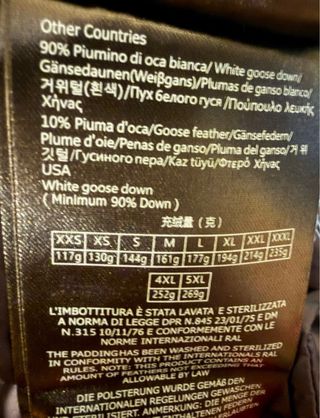 Other Countries
90% Piumino di oca bianca/ White goose down/
Gänsedaunen(Weißgans)/Plumas de ganso blanco/
거위털(흰색)/Пух белого гуся/Πούπουλο λευκής
Χήνας
10% Piuma d'oca/Goose feather/Gänsefedern/
Plume d'oie/Penas de ganso/Pluma del ganso/거위
깃털/Гусиного пера/Kaz tüyü/Φτερό Χήνας
USA
White goose down
( Minimum 90% Down )
充绒量（克）
XXS XS S M L XL XXL XXXL
117g 130g 144g 161g 177g 194g 214g 235g
4XL 5XL
252g 269g
L'IMBOTTITURA È STATA LAVATA E STERILIZZATA
A NORMA DI LEGGE DPR N.845 23/01/75 E DM
N.315 10/11/76 E CONFORMEMENTE CON LE
NORME INTERNAZIONALI RAL
THE PADDING HAS BEEN WASHED AND STERILIZED
IN CONFORMITY WITH THE INTERNATIONALS RAL
RULES. NOTE: THIS PRODUCT CONTAINS AN
AMOUNT OF FEATHERS NOT EXCEEDING THAT
ALLOWABLE BY LAW
DIE POLSTERUNG WURDE GEMÄß DEN
INTERNATIONALEN REGELUNGEN GEWASCHEN
STERILISIERT. ANMERKUNG: DIE MENGE DER